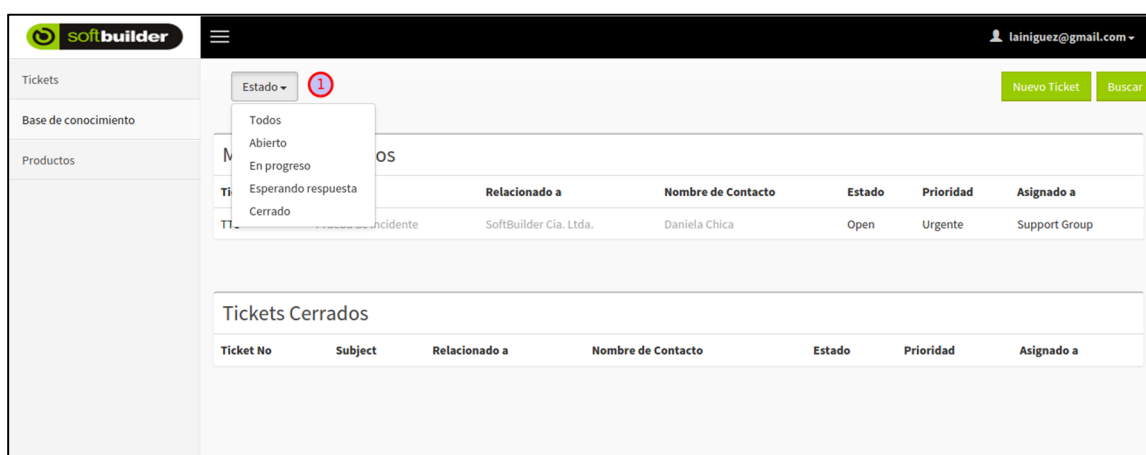 softbuilder
lainiguez@gmail.com
Tickets
Estado
1
Nuevo Ticket
Buscar
Base de conocimiento
Todos
Abierto
Productos
En progreso
Esperando respuesta
Cerrado
Relacionado a Nombre de Contacto Estado Prioridad Asignado a
SoftBuilder Cia. Ltda. Daniela Chica Open Urgente Support Group
Tickets Cerrados
Ticket No Subject Relacionado a Nombre de Contacto Estado Prioridad Asignado a